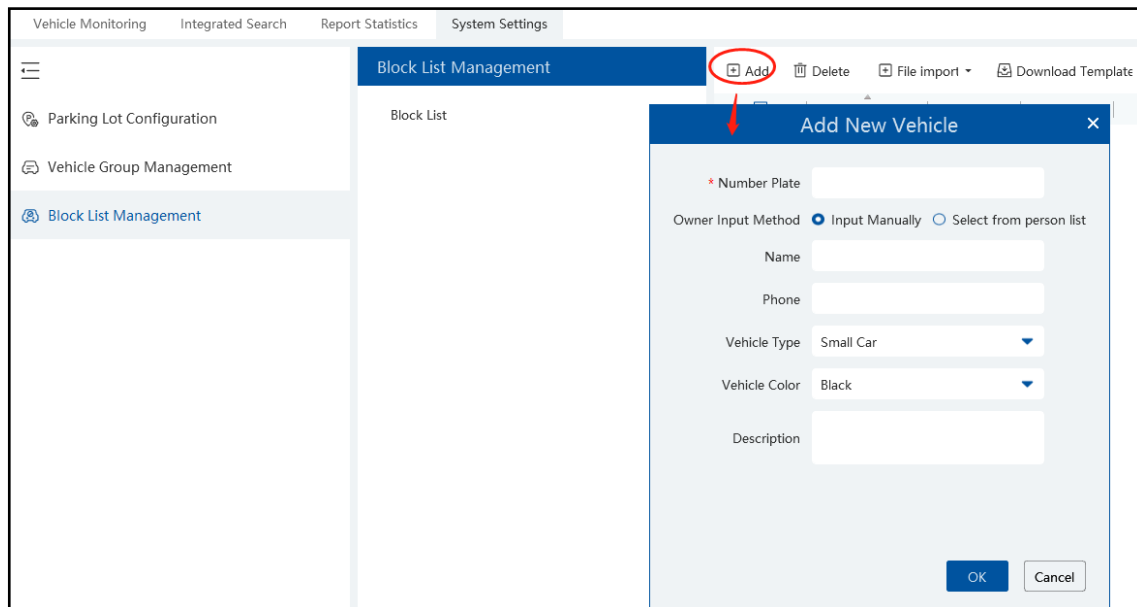 Vehicle Monitoring Integrated Search Report Statistics System Settings
Parking Lot Configuration
Vehicle Group Management
Block List Management
Block List Management
Block List
Add Delete File import Download Template
Add New Vehicle
* Number Plate
Owner Input Method Input Manually Select from person list
Name
Phone
Vehicle Type Small Car
Vehicle Color Black
Description
OK Cancel